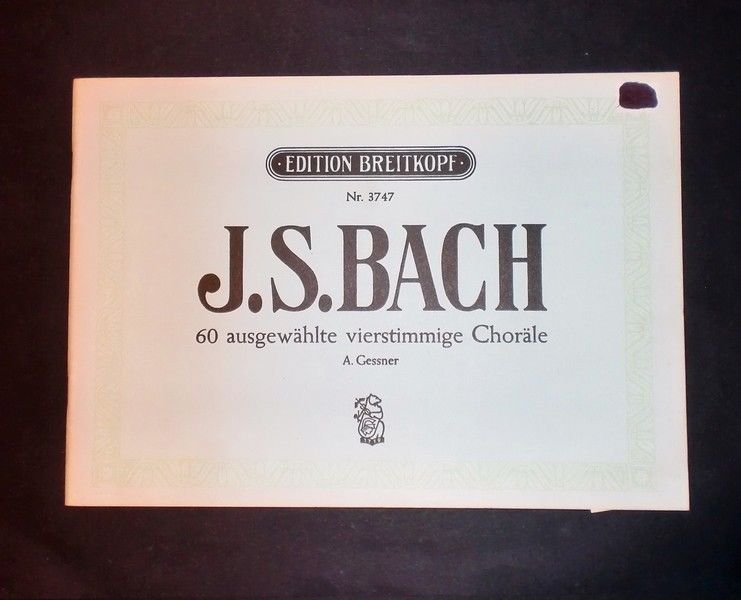 · EDITION BREITKOPF ·
Nr. 3747
J.S.BACH
60 ausgewählte vierstimmige Choräle
A. Gessner